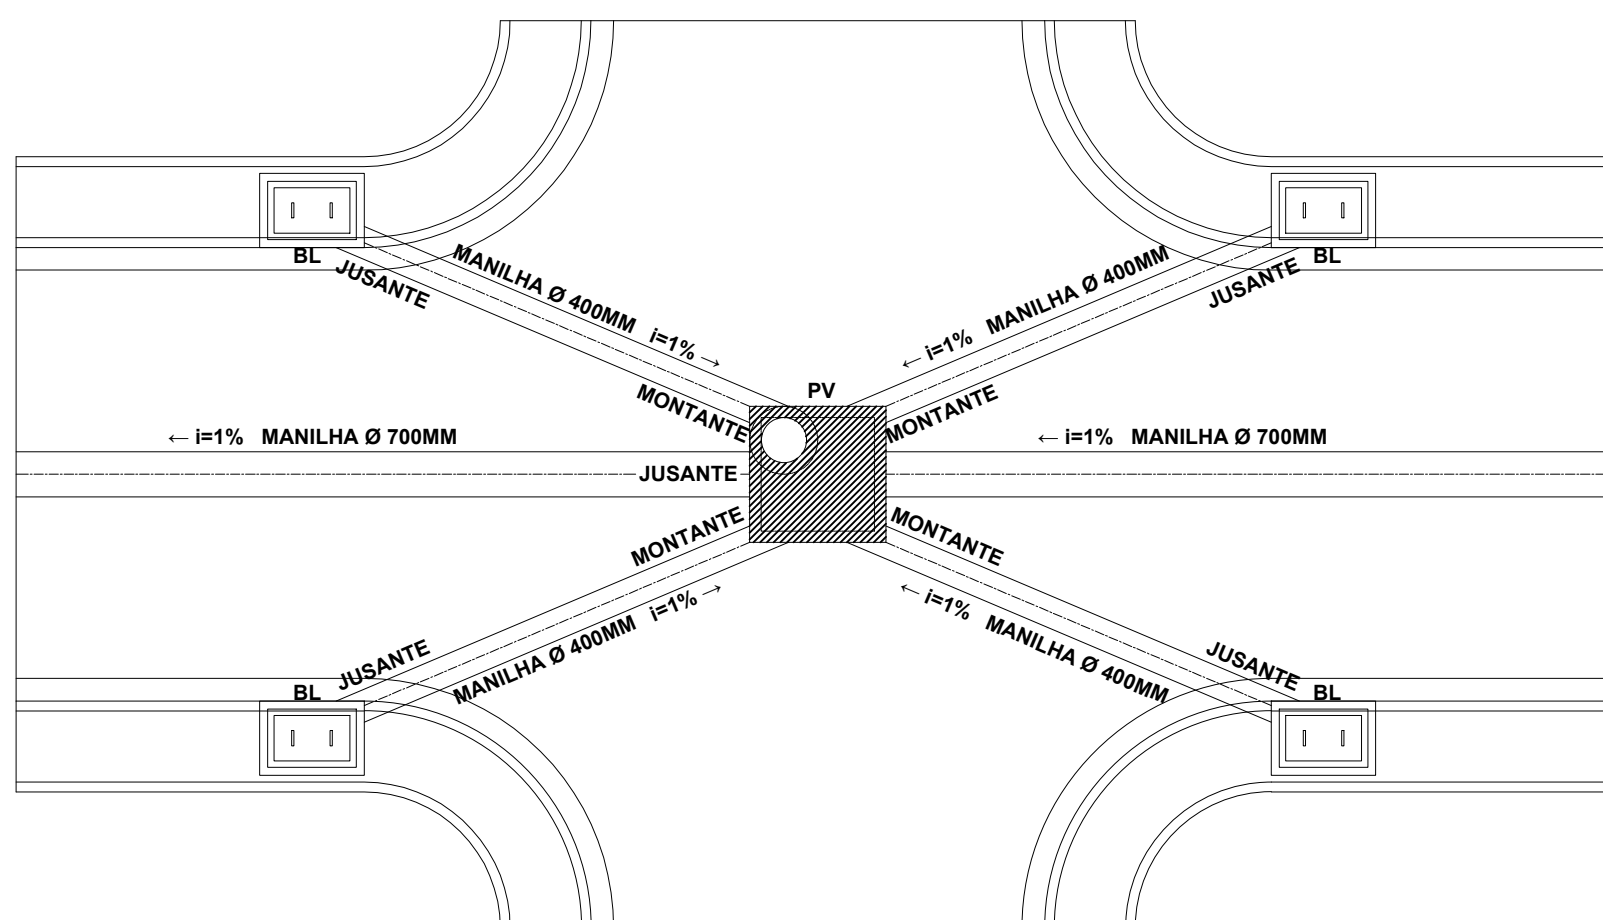 BL
BL
MANILHA Ø 400MM i=1% →
← i=1% MANILHA Ø 400MM
JUSANTE
JUSANTE
PV
MONTANTE
MONTANTE
← i=1% MANILHA Ø 700MM
← i=1% MANILHA Ø 700MM
JUSANTE
MONTANTE
MONTANTE
MANILHA Ø 400MM i=1% →
← i=1% MANILHA Ø 400MM
JUSANTE
JUSANTE
BL
BL